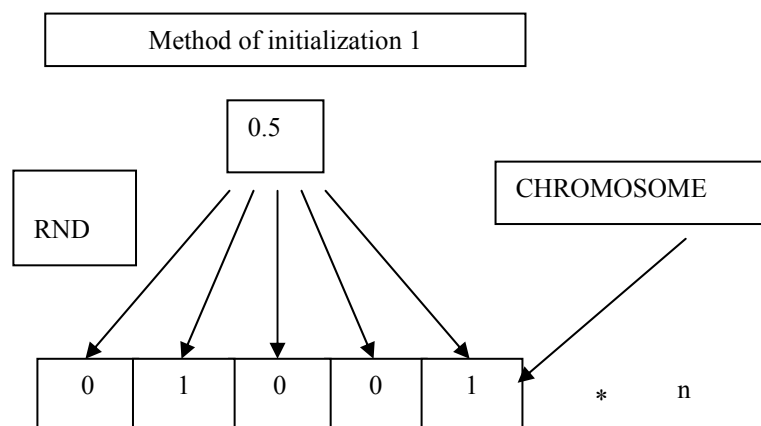 Method of initialization 1
0.5
CHROMOSOME
RND
0 1 0 0 1 * n